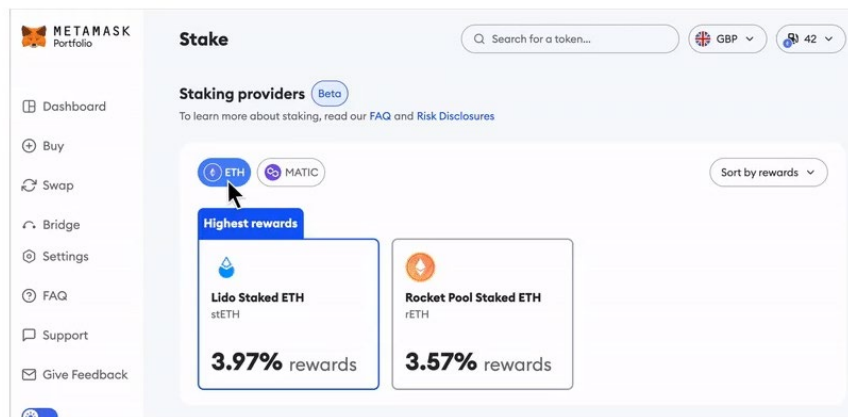 METAMASK
Portfolio
Dashboard
Buy
Swap
Bridge
Settings
FAQ
Support
Give Feedback
Stake
Search for a token...
GBP
42
Staking providers Beta
To learn more about staking, read our FAQ and Risk Disclosures
ETH
MATIC
Sort by rewards
Highest rewards
Lido Staked ETH
stETH
3.97% rewards
Rocket Pool Staked ETH
rETH
3.57% rewards